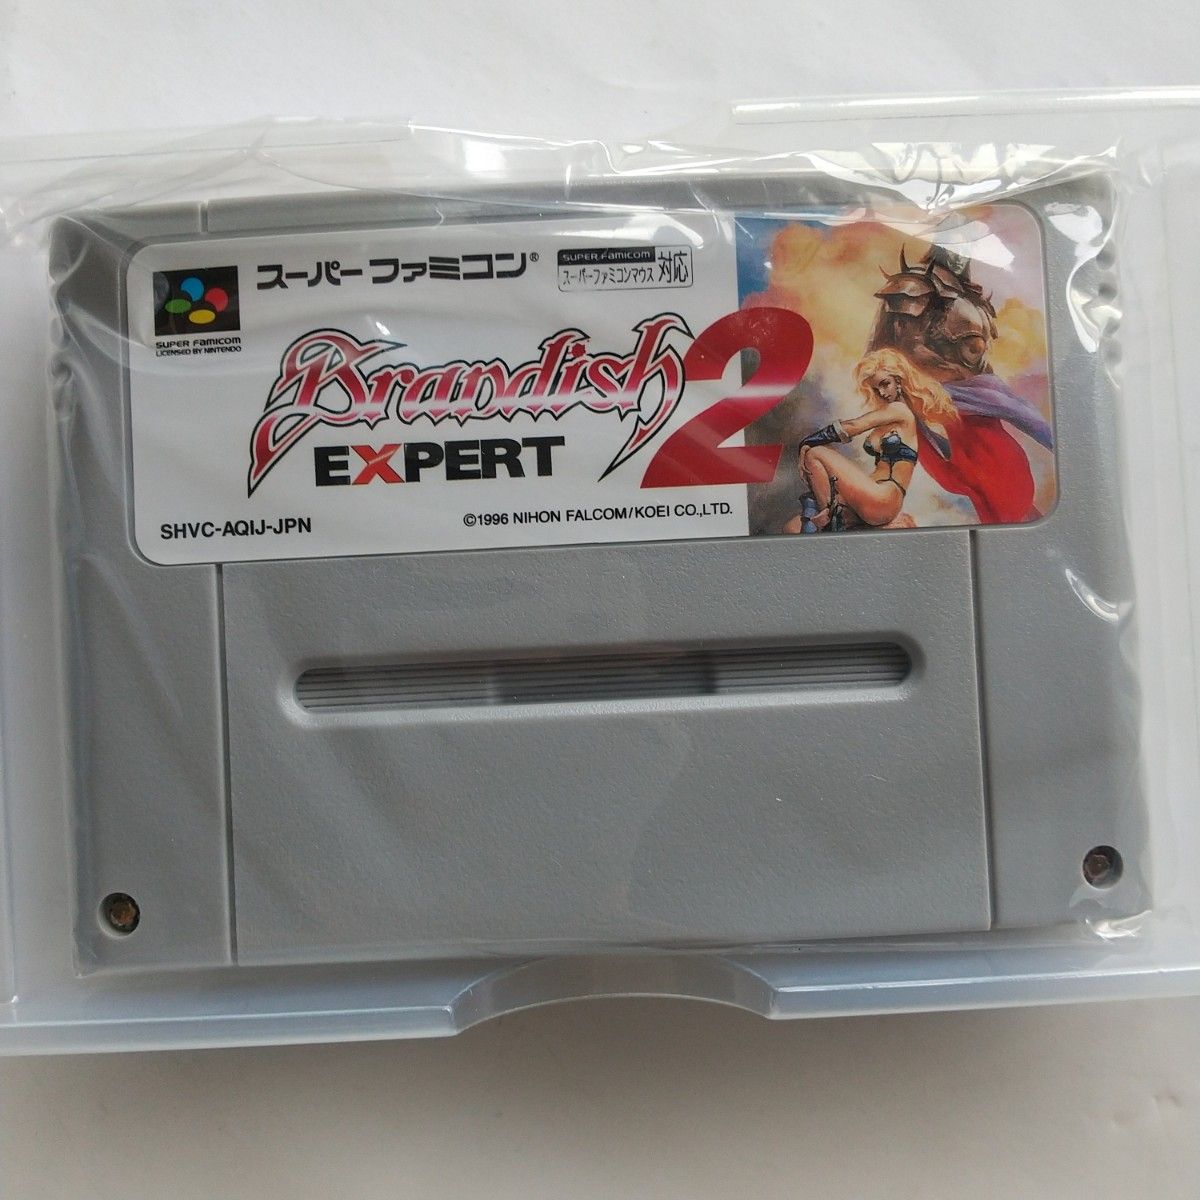 スーパーファミコン®
SUPER FAMICOM
スーパーファミコンマウス 対応
SUPER FAMICOM
LICENSED BY NINTENDO
Brandish 2
EXPERT
SHVC-AQIJ-JPN
©1996 NIHON FALCOM/KOEI CO.,LTD.